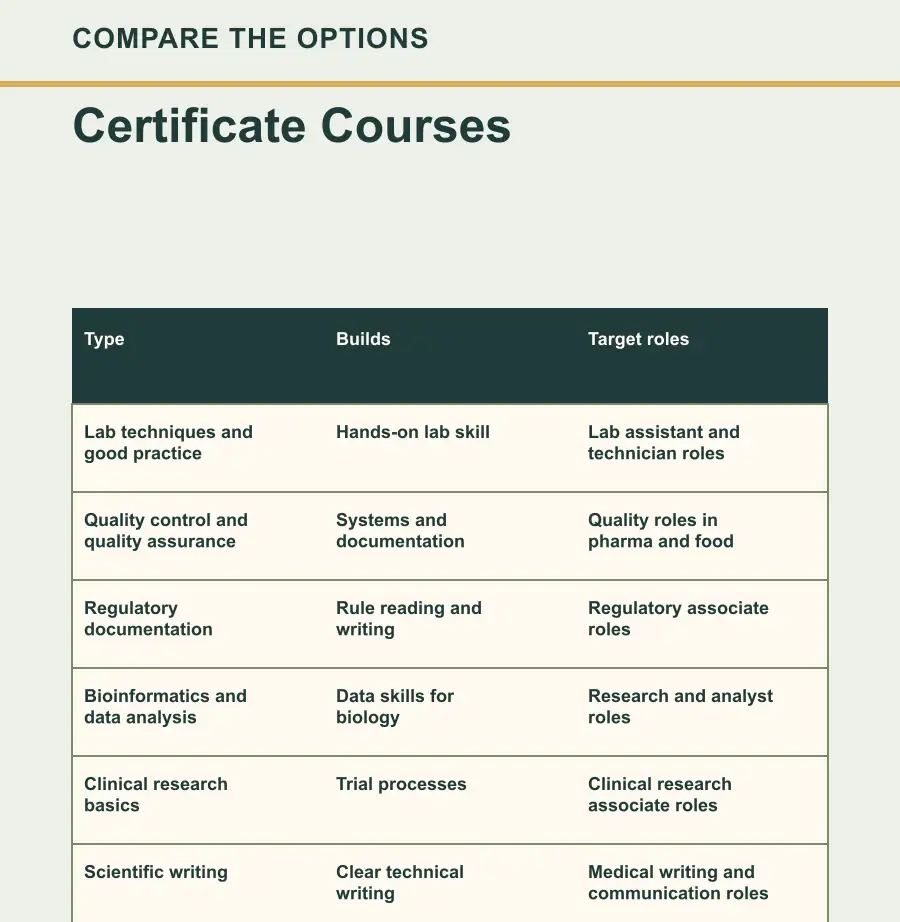 COMPARE THE OPTIONS
Certificate Courses
Type Builds Target roles
Lab techniques and Hands-on lab skill Lab assistant and
good practice technician roles
Quality control and Systems and Quality roles in
quality assurance documentation pharma and food
Regulatory Rule reading and Regulatory associate
documentation writing roles
Bioinformatics and Data skills for Research and analyst
data analysis biology roles
Clinical research Trial processes Clinical research
basics associate roles
Scientific writing Clear technical Medical writing and
writing communication roles